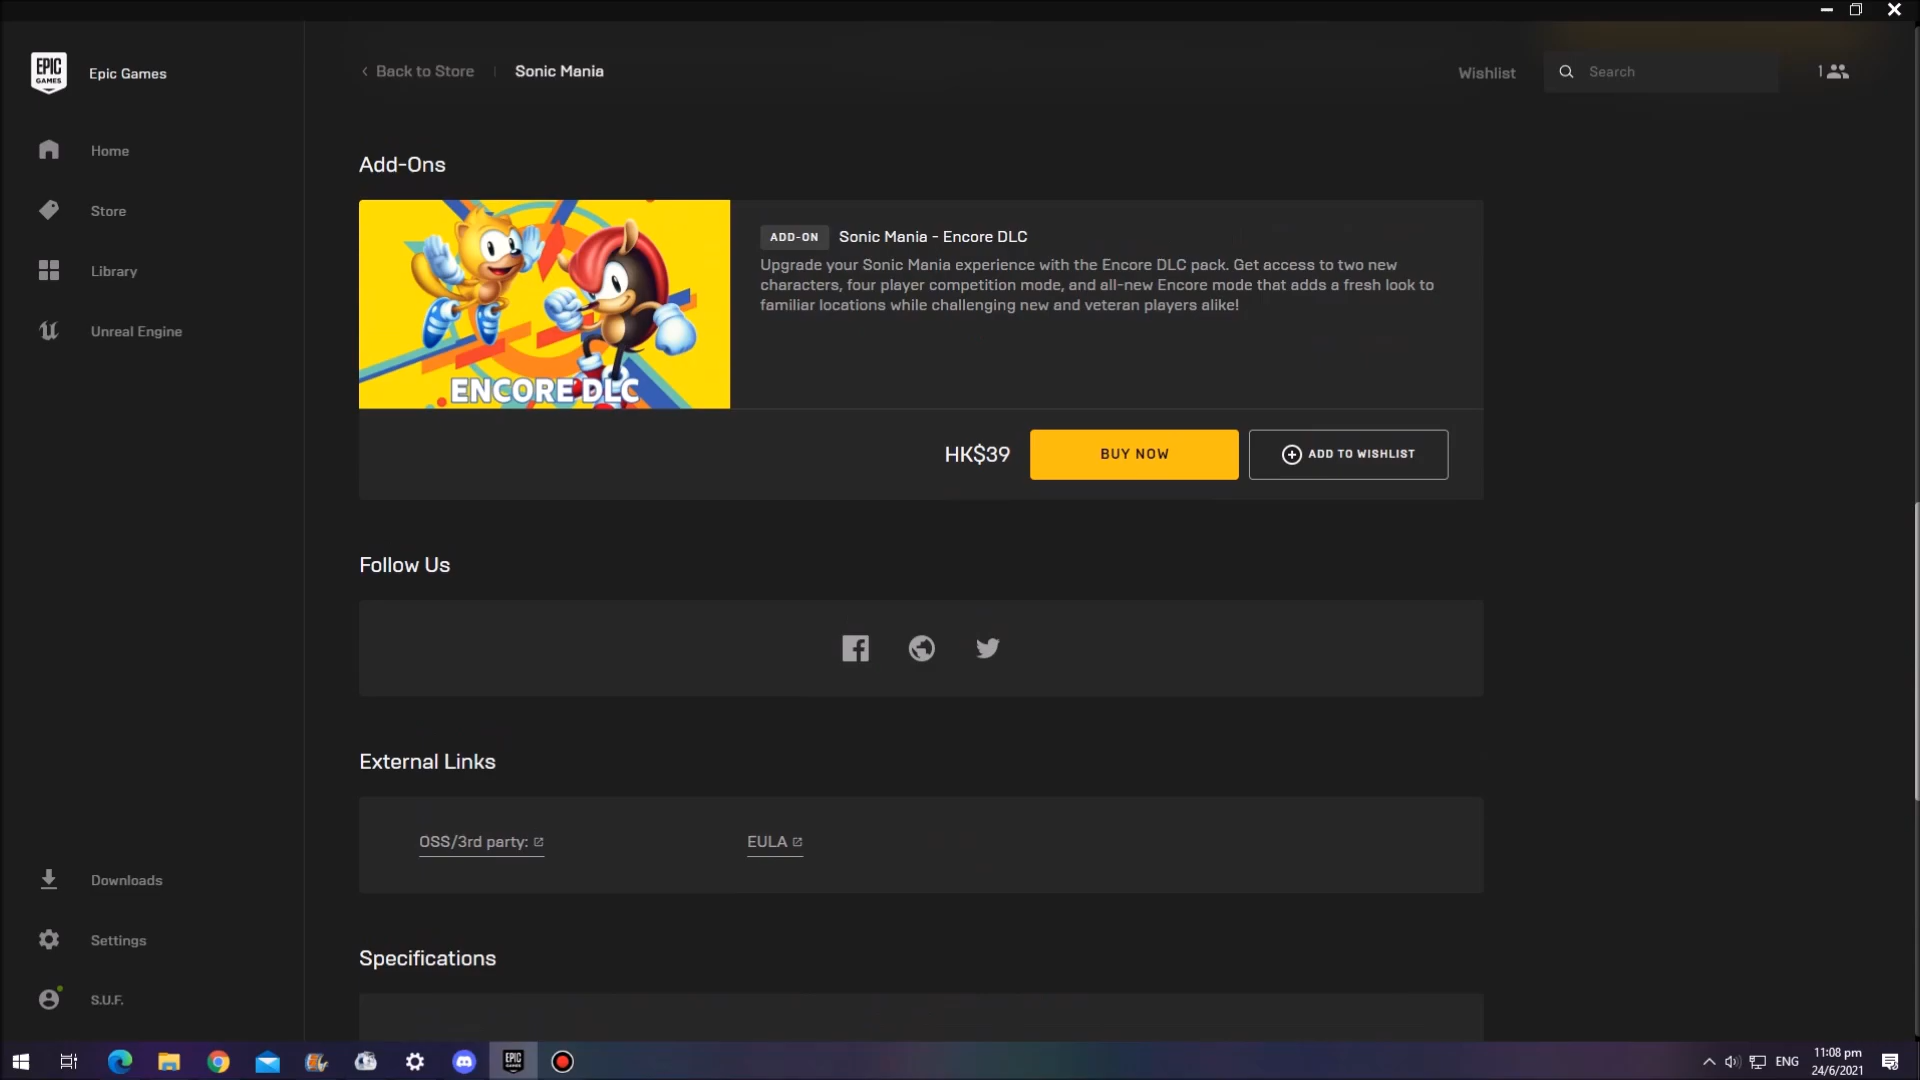 EPIC
GAMES
Epic Games
Home
Store
Library
Unreal Engine
Downloads
Settings
S.U.F.
Back to Store
Sonic Mania
Wishlist
Search
1
Add-Ons
ENCORE DLC
ADD-ON Sonic Mania - Encore DLC
Upgrade your Sonic Mania experience with the Encore DLC pack. Get access to two new
characters, four player competition mode, and all-new Encore mode that adds a fresh look to
familiar locations while challenging new and veteran players alike!
HK$39
BUY NOW
ADD TO WISHLIST
Follow Us
External Links
OSS/3rd party:
EULA
Specifications
EPIC
GAMES
ENG
11:08 pm
24/6/2021